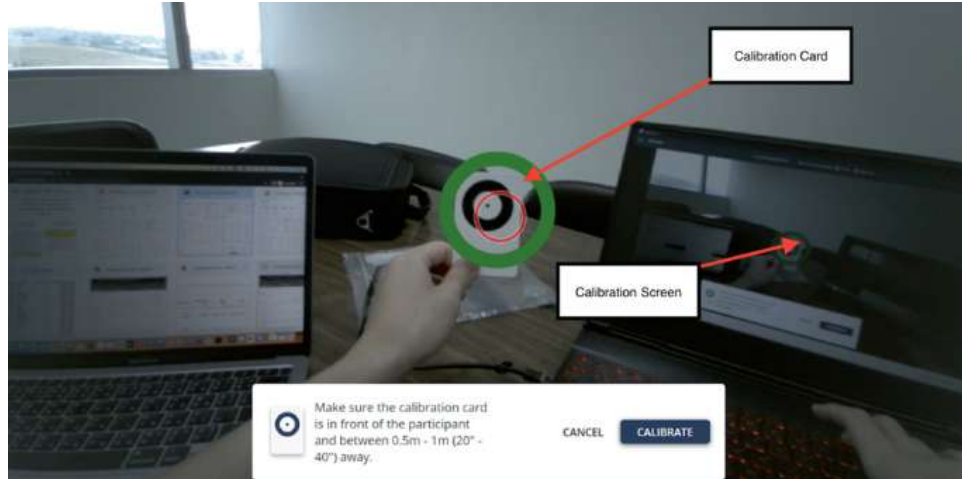 Calibration Card
Calibration Screen
Make sure the calibration card
is in front of the participant
and between 0.5m - 1m (20" -
40") away.
CANCEL
CALIBRATE